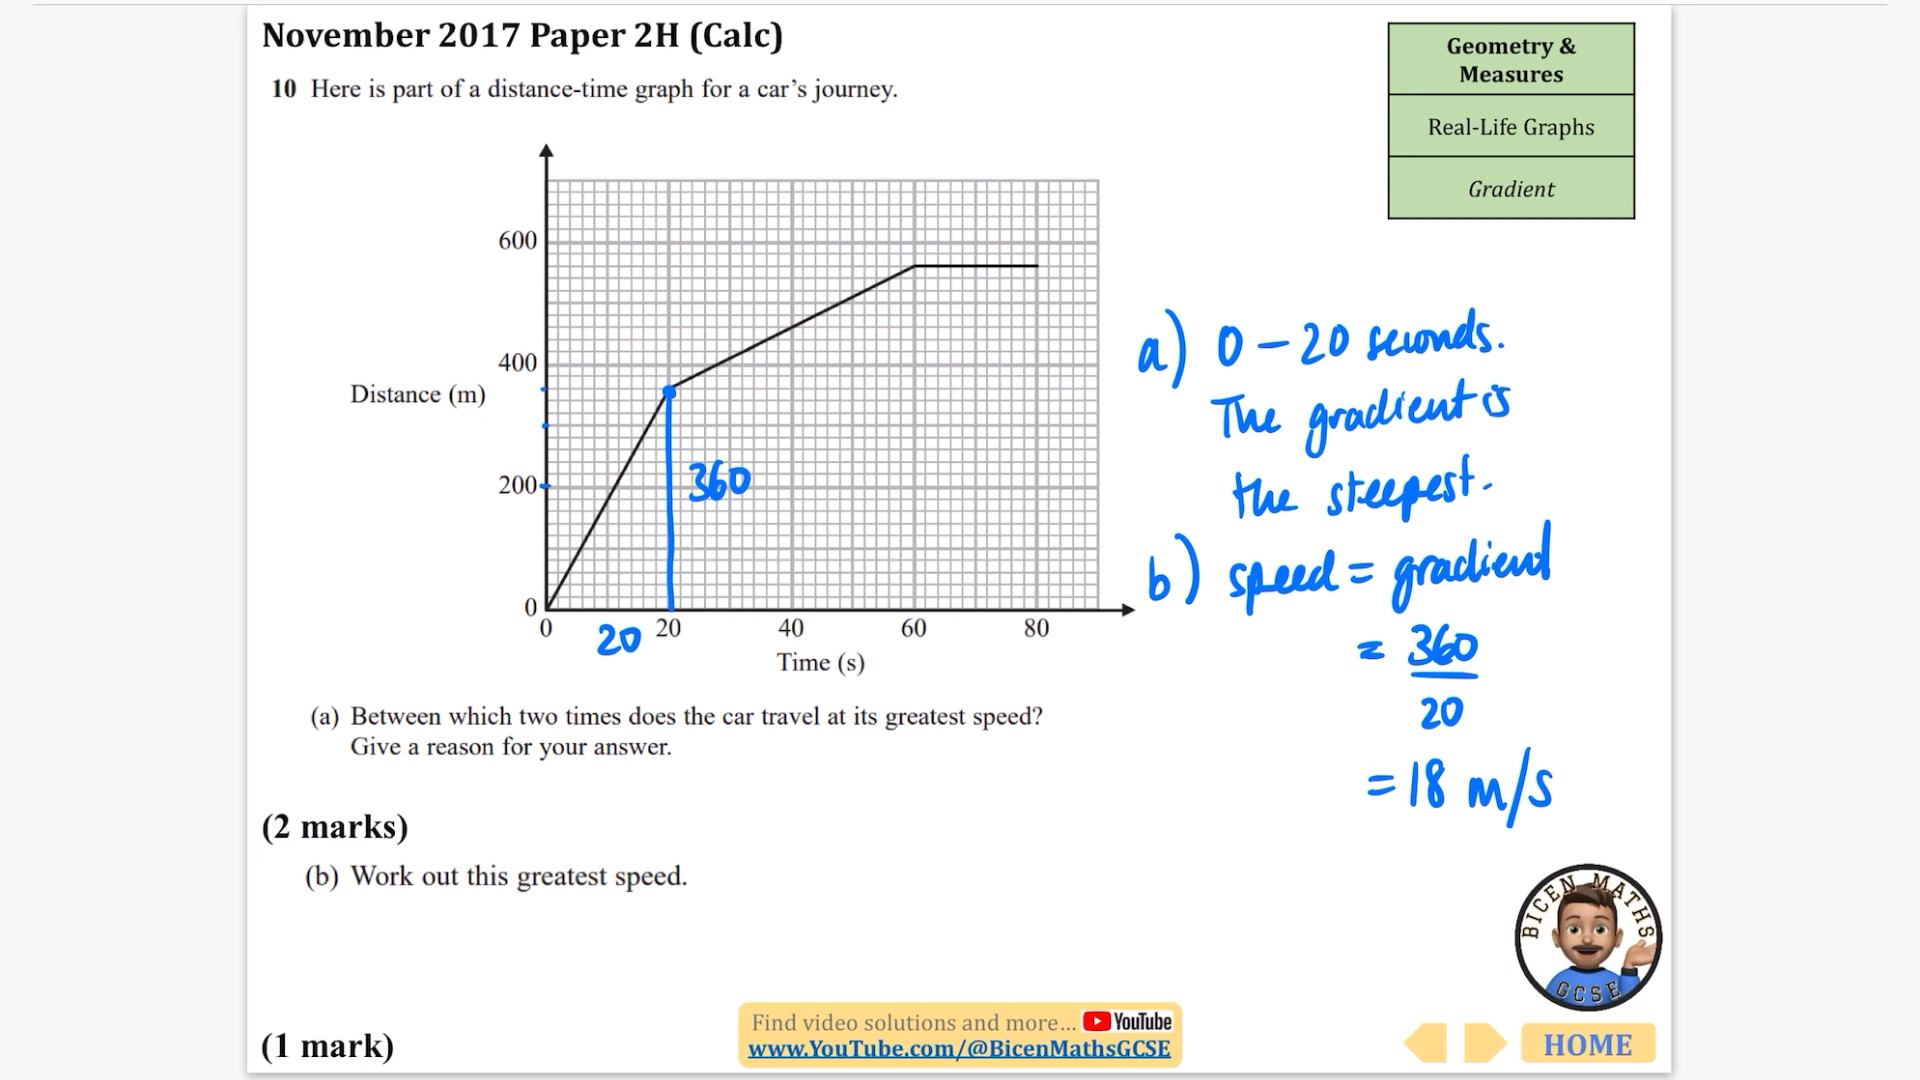 November 2017 Paper 2H (Calc)
Geometry &
Measures
Real-Life Graphs
Gradient
10 Here is part of a distance-time graph for a car's journey.
600
400
Distance (m)
200
0
360
0
20
20
40
60
80
Time (s)
a) 0 – 20 seconds.
The gradient is
the steepest.
b) speed = gradient
= 360
20
= 18 m/s
(a) Between which two times does the car travel at its greatest speed?
Give a reason for your answer.
(2 marks)
(b) Work out this greatest speed.
(1 mark)
Find video solutions and more... YouTube
www.YouTube.com/@BicenMathsGCSE
BICEN MATHS
GCSE
HOME